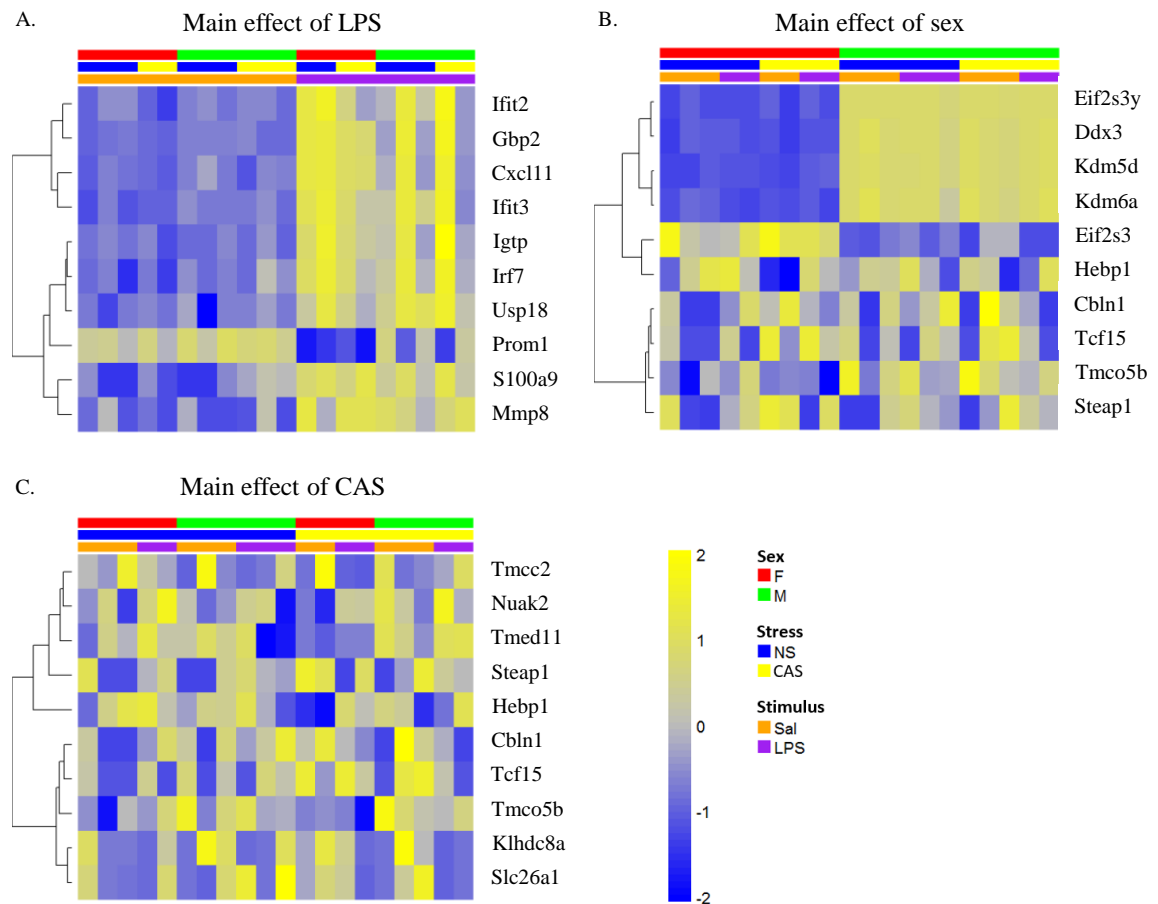 A.
Main effect of LPS
Ifit2
Gbp2
Cxcl11
Ifit3
Igtp
Irf7
Usp18
Prom1
S100a9
Mmp8
B.
Main effect of sex
Eif2s3y
Ddx3
Kdm5d
Kdm6a
Eif2s3
Hebp1
Cbln1
Tcf15
Tmco5b
Steap1
C.
Main effect of CAS
Tmcc2
Nuak2
Tmed11
Steap1
Hebp1
Cbln1
Tcf15
Tmco5b
Klhdc8a
Slc26a1
2
1
0
-1
-2
Sex
F
M
Stress
NS
CAS
Stimulus
Sal
LPS